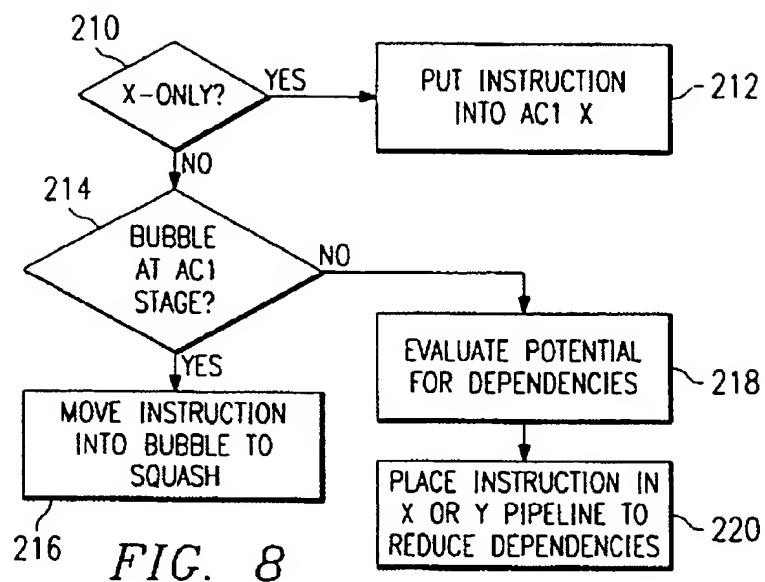 210
X-ONLY?
YES
PUT INSTRUCTION
INTO AC1 X
212
NO
214
BUBBLE
AT AC1
STAGE?
NO
YES
EVALUATE POTENTIAL
FOR DEPENDENCIES
218
MOVE INSTRUCTION
INTO BUBBLE TO
SQUASH
216
PLACE INSTRUCTION IN
X OR Y PIPELINE TO
REDUCE DEPENDENCIES
220
FIG. 8